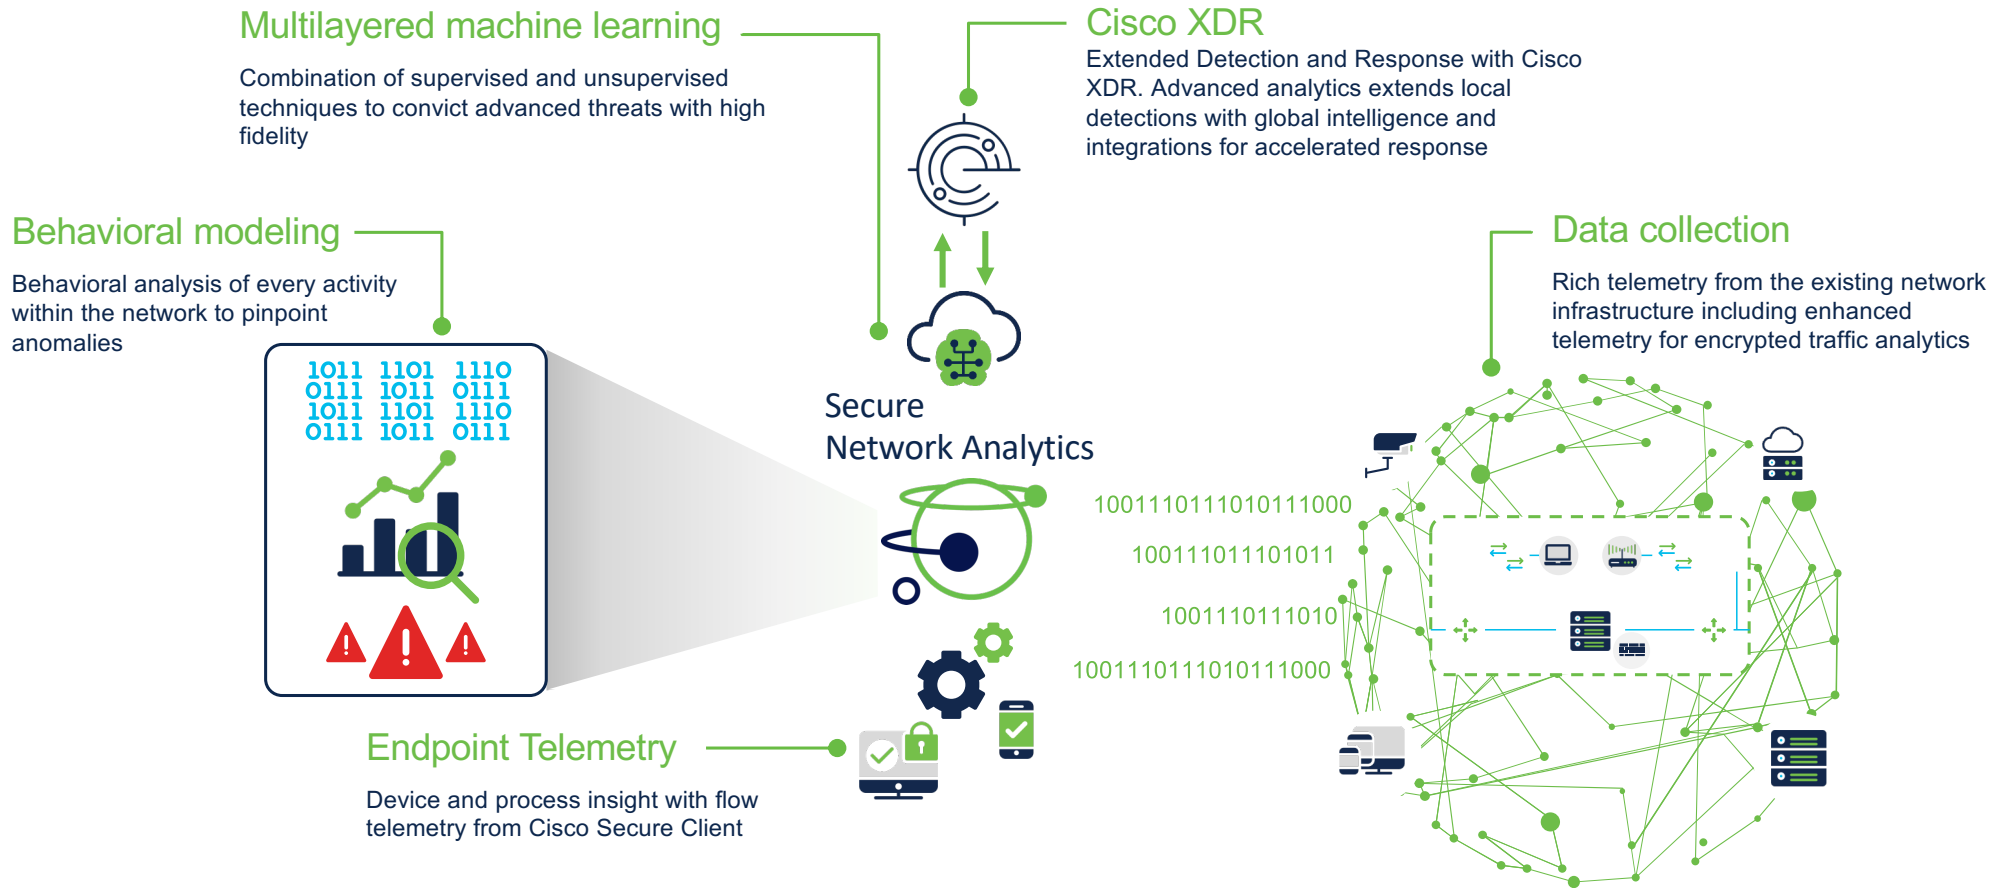 Multilayered machine learning
Combination of supervised and unsupervised
techniques to convict advanced threats with high
fidelity
Cisco XDR
Extended Detection and Response with Cisco
XDR. Advanced analytics extends local
detections with global intelligence and
integrations for accelerated response
Behavioral modeling
Behavioral analysis of every activity
within the network to pinpoint
anomalies
Data collection
Rich telemetry from the existing network
infrastructure including enhanced
telemetry for encrypted traffic analytics
1011 1101 1110
0111 1011 0111
1011 1101 1110
0111 1011 0111
Secure
Network Analytics
1001110111010111000
100111011101011
1001110111010
1001110111010111000
Endpoint Telemetry
Device and process insight with flow
telemetry from Cisco Secure Client